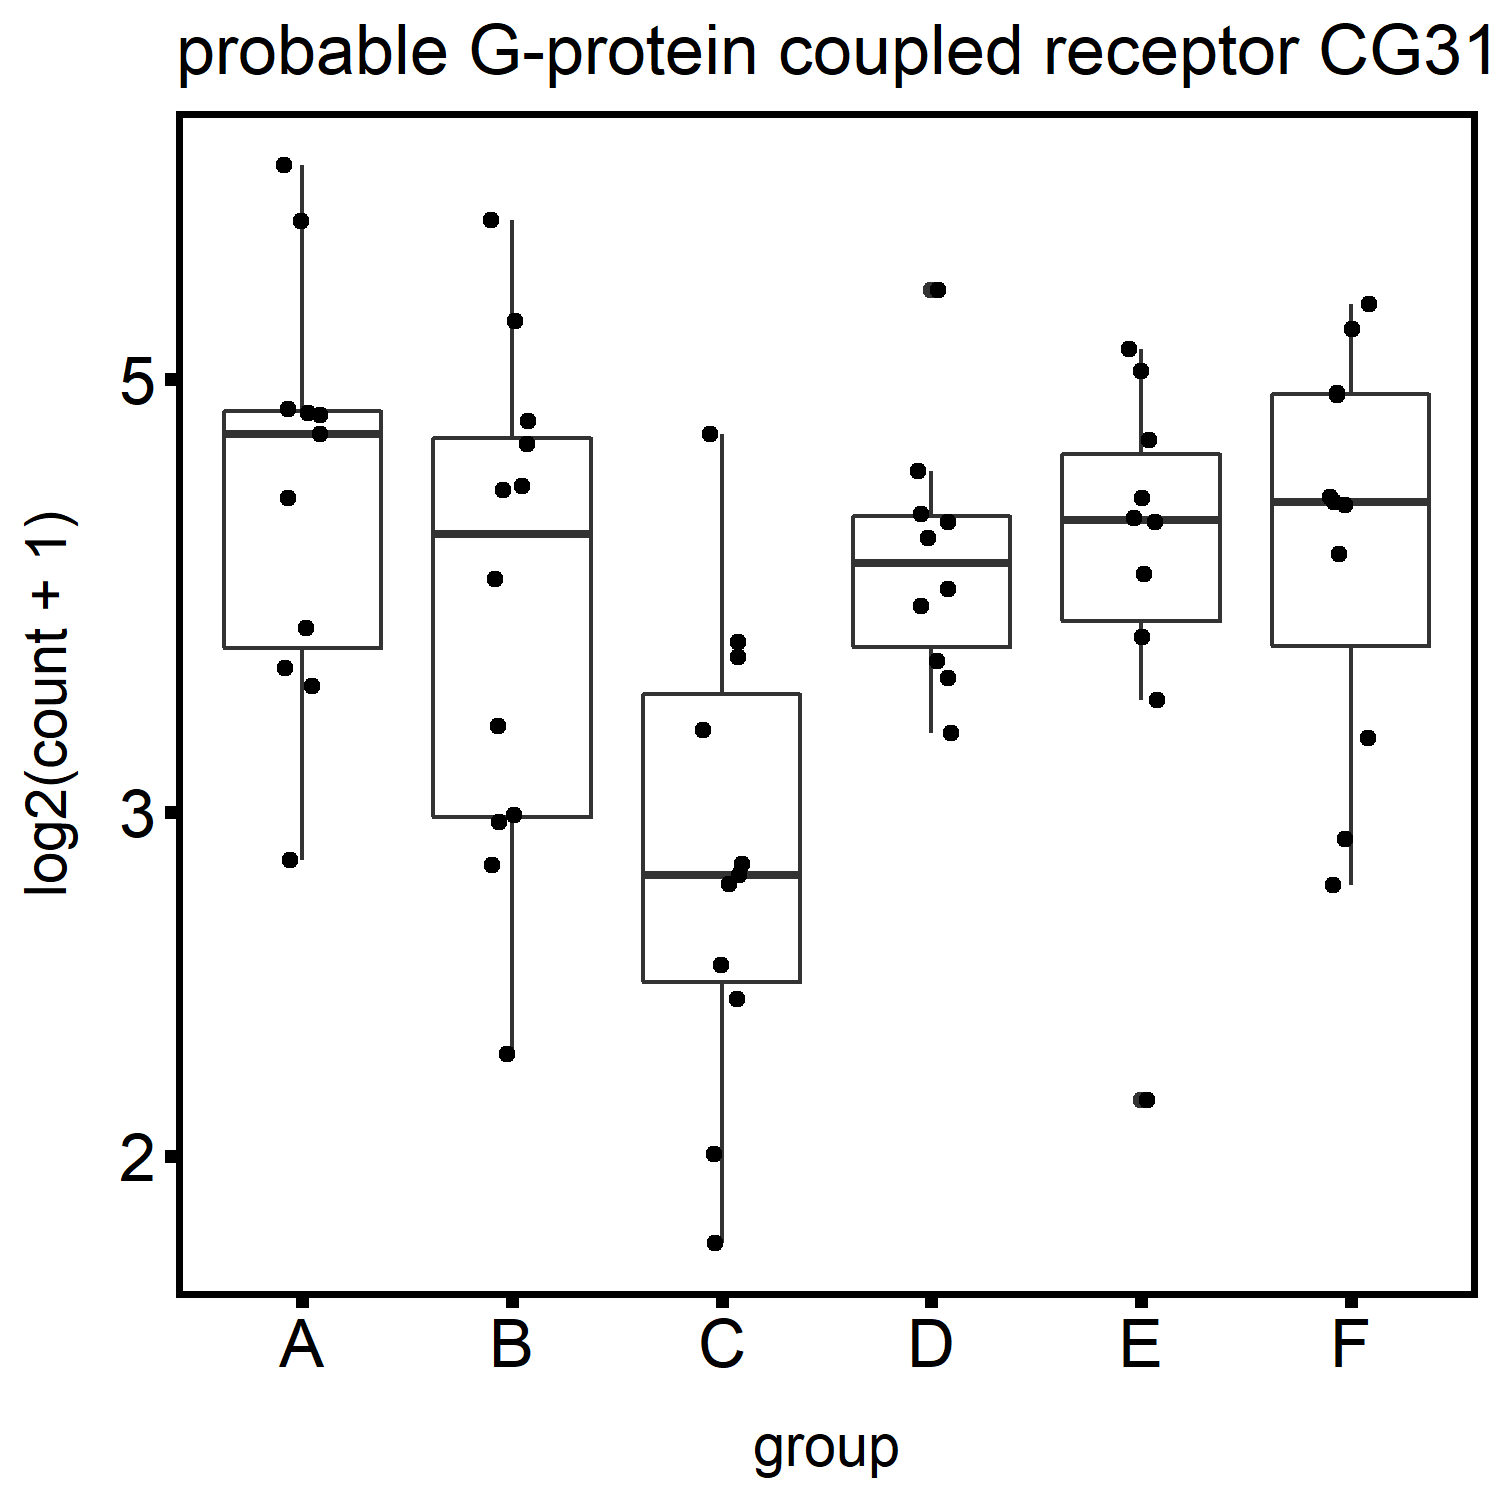 probable G-protein coupled receptor CG31
log2(count + 1)
5
3
2
A B C D E F
group